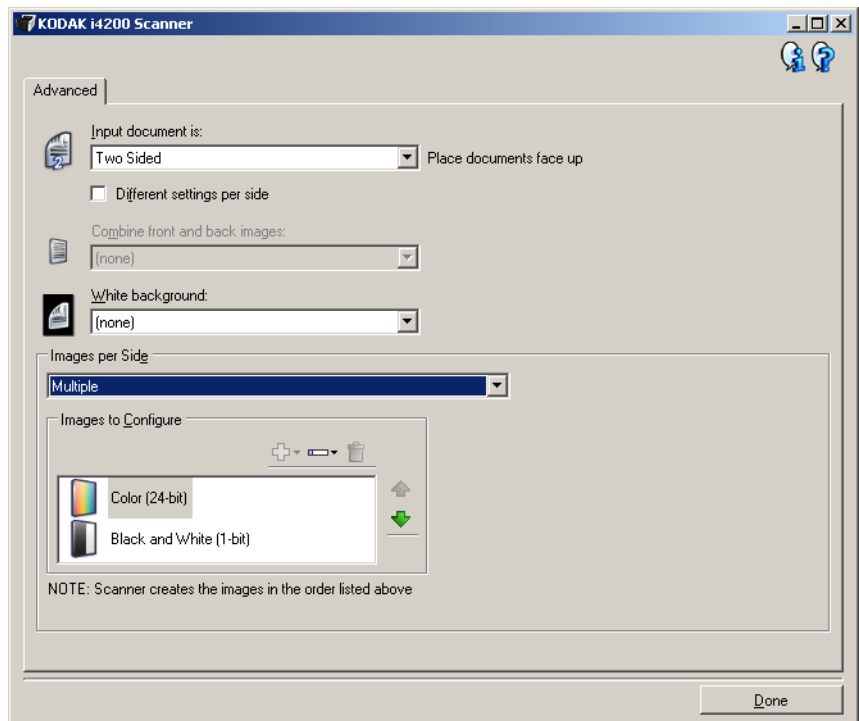 KODAK i4200 Scanner
Advanced
Input document is:
Two Sided
Place documents face up
Different settings per side
Combine front and back images:
(none)
White background:
(none)
Images per Side
Multiple
Images to Configure
Color (24-bit)
Black and White (1-bit)
NOTE: Scanner creates the images in the order listed above
Done